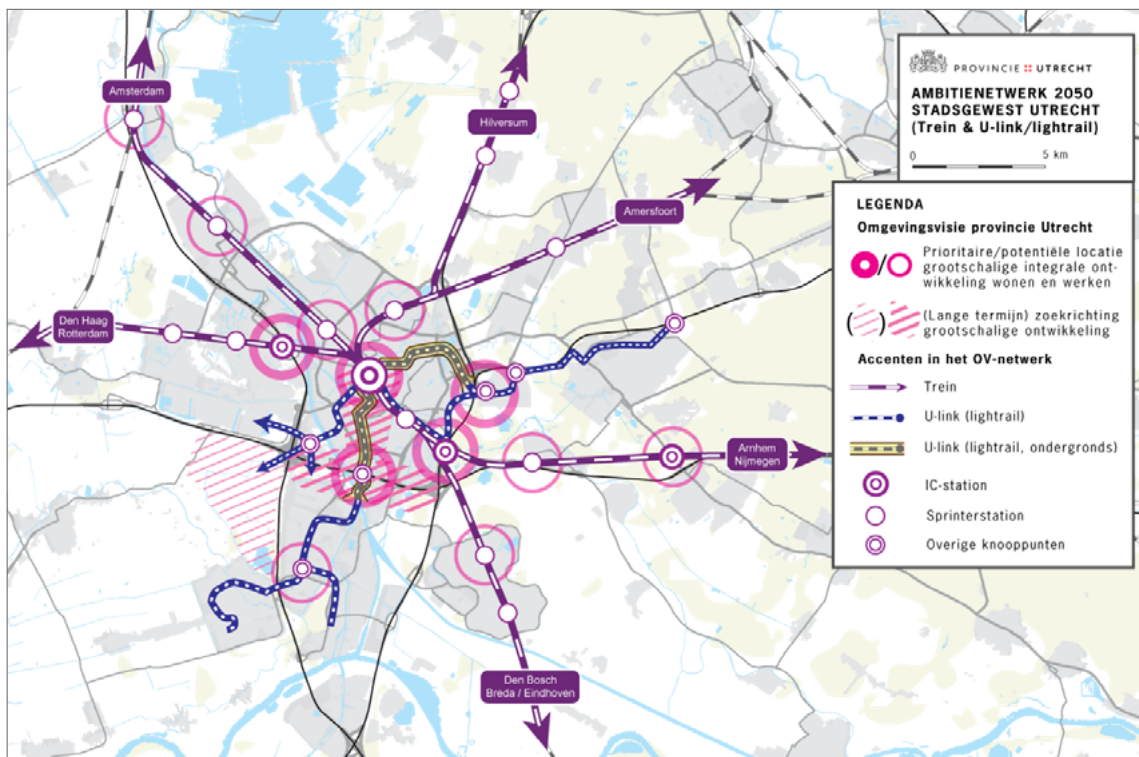 Amsterdam
Hilversum
Amersfoort
Den Haag
Rotterdam
Arnhem
Nijmegen
Den Bosch
Breda / Eindhoven
PROVINCIE UTRECHT
AMBITIENETWERK 2050
STADSGEWEST UTRECHT
(Trein & U-link/lightrail)
0 5 km
LEGENDA
Omgevingsvisie provincie Utrecht
/ Prioritaire/potentiële locatie
grootschalige integrale ont-
wikkeling wonen en werken
( )/ (Lange termijn) zoekrichting
grootschalige ontwikkeling
Accenten in het OV-netwerk
Trein
U-link (lightrail)
U-link (lightrail, ondergronds)
IC-station
Sprinterstation
Overige knooppunten